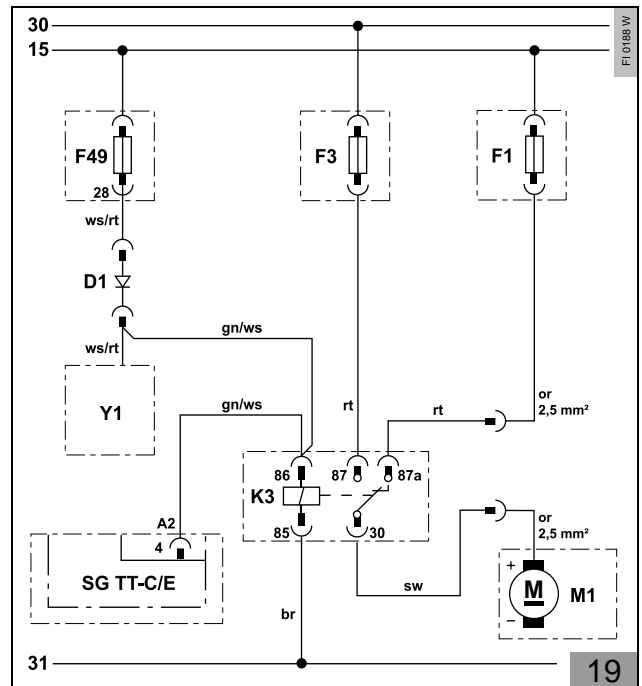 30
15
FI 0188 W
F49
F3
F1
28
ws/rt
D1
gn/ws
ws/rt
Y1
gn/ws
rt
rt
or
2,5 mm²
86
87
87a
K3
A2
4
85
30
or
2,5 mm²
SG TT-C/E
sw
+
M
M1
–
br
31
19